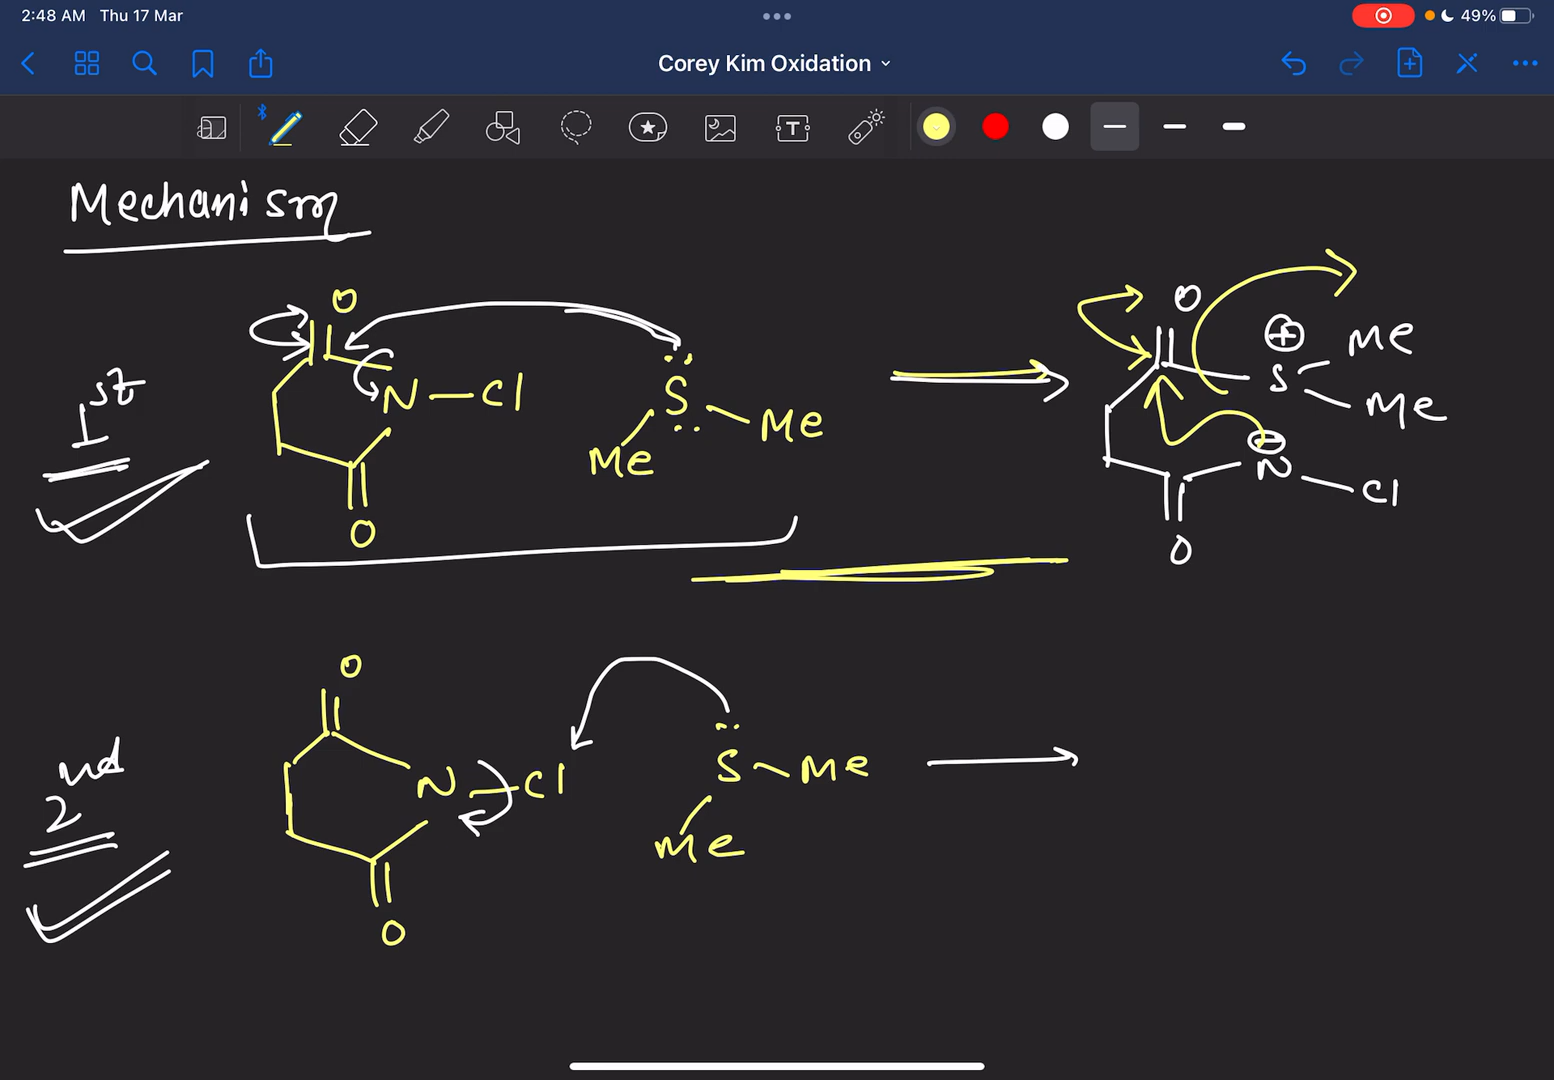 2:48 AM Thu 17 Mar
49%
Corey Kim Oxidation
T
Mechanism
O
O
1st
N — Cl
S
Me
Me
O
⊕
Me
S
Me
⊖
N
Cl
O
O
2nd
N — Cl
S
Me
Me
O